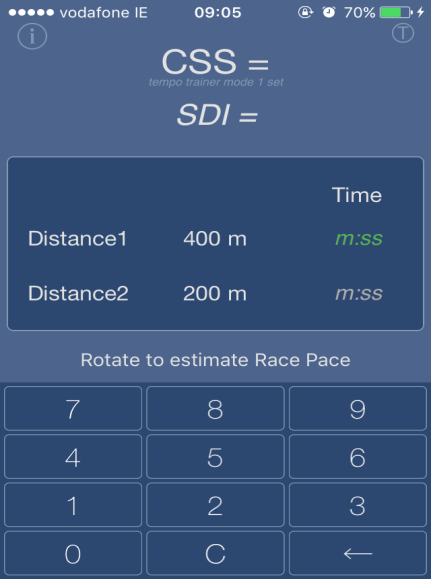 vodafone IE 09:05 70%
i T
CSS =
tempo trainer mode 1 set
SDI =
Time
Distance1 400 m m:ss
Distance2 200 m m:ss
Rotate to estimate Race Pace
7 8 9
4 5 6
1 2 3
0 C ←